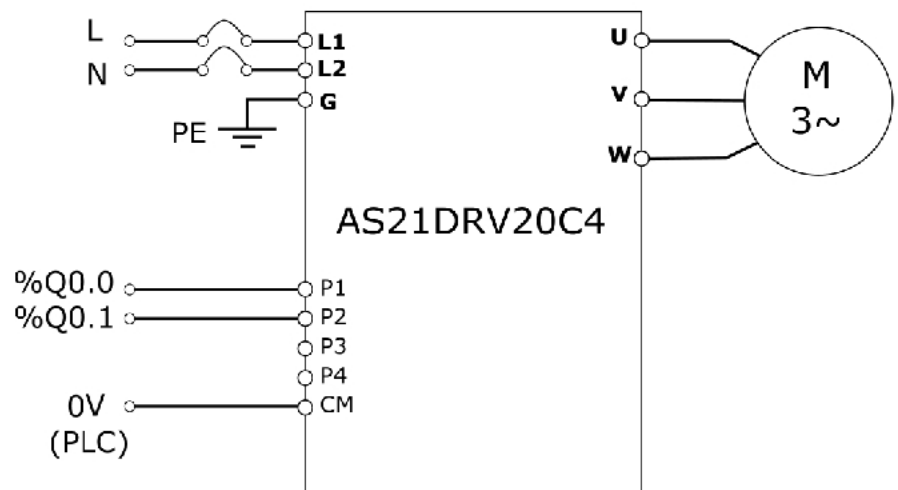 L
L1
N
L2
G
PE
U
V
W
M
3~
AS21DRV20C4
%Q0.0
P1
%Q0.1
P2
P3
P4
0V
CM
(PLC)